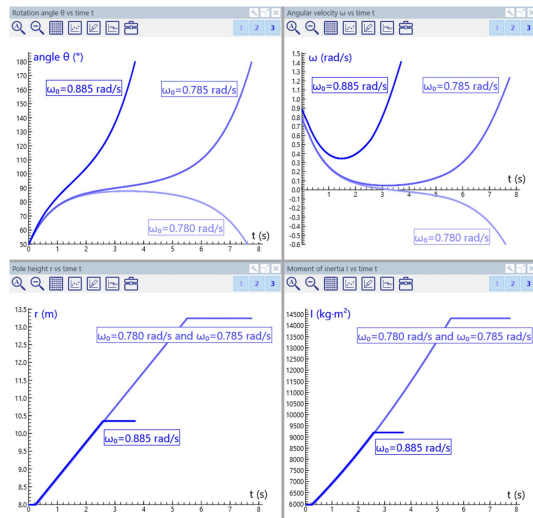 Rotation angle θ vs time t
1 2 3
angle θ (°)
180
170
160
150
140
130
120
110
100
90
80
70
60
50
ω₀=0.885 rad/s
ω₀=0.785 rad/s
ω₀=0.780 rad/s
t (s)
0 1 2 3 4 5 6 7 8
Angular velocity ω vs time t
1 2 3
ω (rad/s)
1.5
1.4
1.3
1.2
1.1
1.0
0.9
0.8
0.7
0.6
0.5
0.4
0.3
0.2
0.1
0.0
-0.1
-0.2
-0.3
-0.4
-0.5
-0.6
ω₀=0.885 rad/s
ω₀=0.785 rad/s
ω₀=0.780 rad/s
t (s)
1 2 3 4 5 6 7 8
Pole height r vs time t
1 2 3
r (m)
13.5
13.0
12.5
12.0
11.5
11.0
10.5
10.0
9.5
9.0
8.5
8.0
ω₀=0.780 rad/s and ω₀=0.785 rad/s
ω₀=0.885 rad/s
t (s)
0 1 2 3 4 5 6 7 8
Moment of inertia I vs time t
1 2 3
I (kg·m²)
14500
14000
13500
13000
12500
12000
11500
11000
10500
10000
9500
9000
8500
8000
7500
7000
6500
6000
ω₀=0.780 rad/s and ω₀=0.785 rad/s
ω₀=0.885 rad/s
t (s)
0 1 2 3 4 5 6 7 8